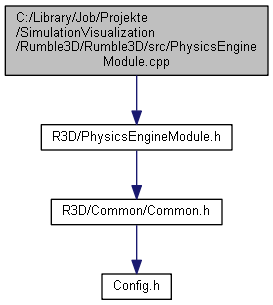 C:/Library/Job/Projekte
/SimulationVisualization
/Rumble3D/Rumble3D/src/PhysicsEngine
Module.cpp
R3D/PhysicsEngineModule.h
R3D/Common/Common.h
Config.h